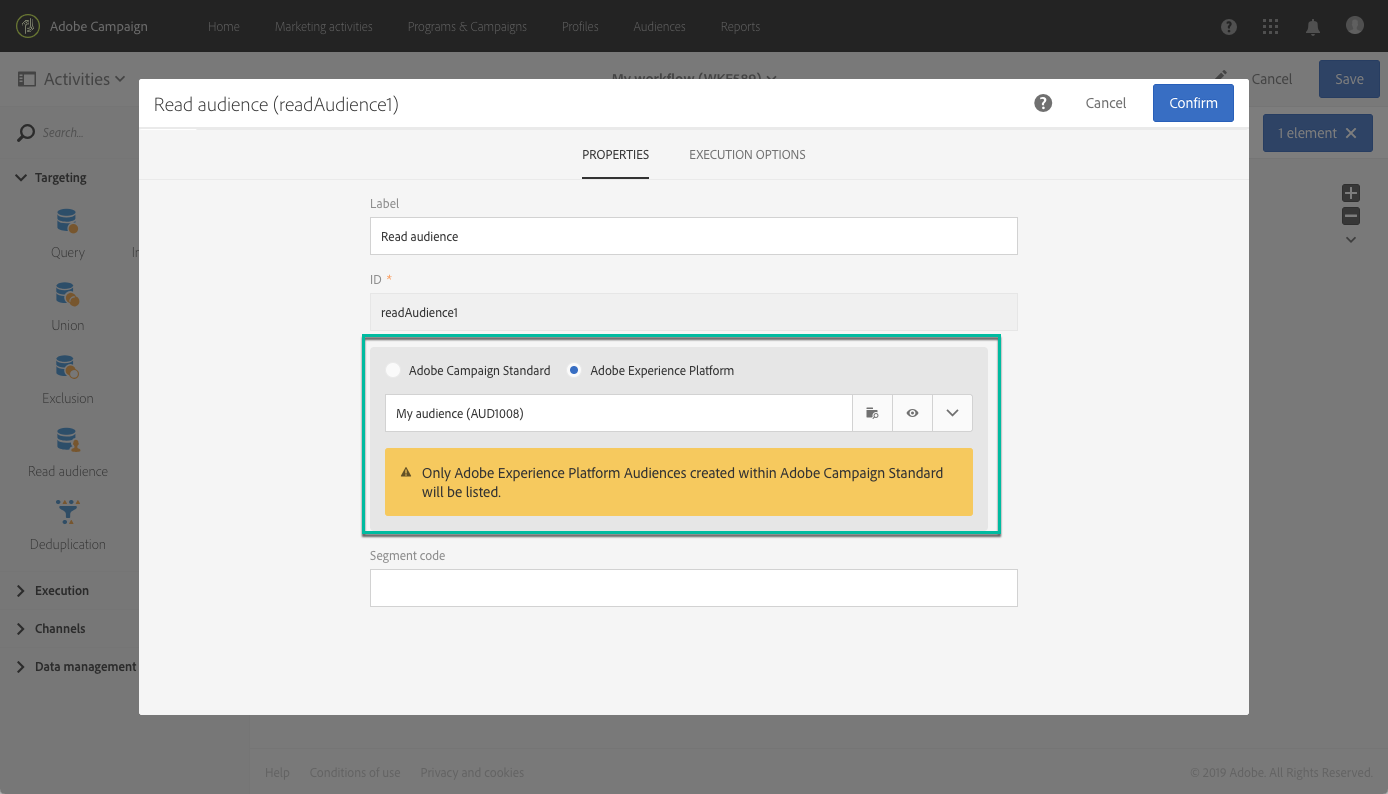 Adobe Campaign
Home
Marketing activities
Programs & Campaigns
Profiles
Audiences
Reports
Activities
My workflow (WKF589)
Cancel
Save
Read audience (readAudience1)
Cancel
Confirm
Search...
1 element
PROPERTIES
EXECUTION OPTIONS
Targeting
Label
Read audience
Query
In
ID *
readAudience1
Union
Adobe Campaign Standard
Adobe Experience Platform
Exclusion
My audience (AUD1008)
Read audience
Only Adobe Experience Platform Audiences created within Adobe Campaign Standard
will be listed.
Deduplication
Segment code
Execution
Channels
Data management
Help
Conditions of use
Privacy and cookies
© 2019 Adobe. All Rights Reserved.